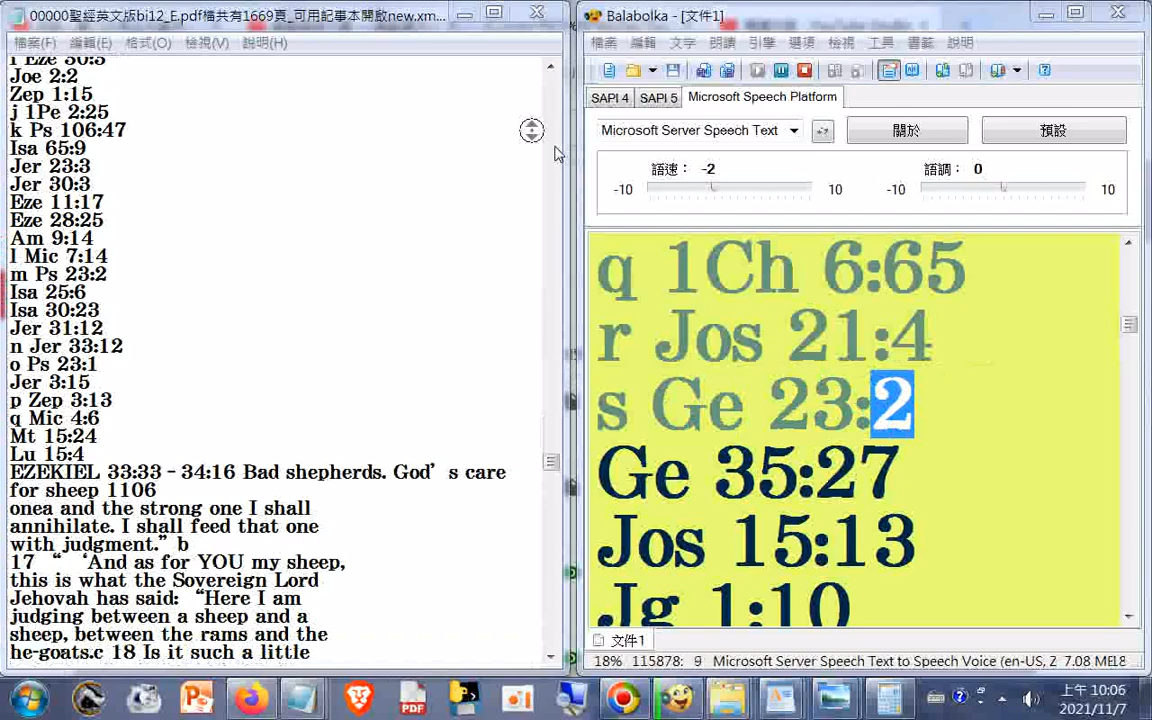 00000聖經英文版bi12_E.pdf檔共有1669頁_可用記事本開啟new.xm...
檔案(F) 編輯(E) 格式(O) 檢視(V) 說明(H)
l Eze 30:3
Joe 2:2
Zep 1:15
j 1Pe 2:25
k Ps 106:47
Isa 65:9
Jer 23:3
Jer 30:3
Eze 11:17
Eze 28:25
Am 9:14
l Mic 7:14
m Ps 23:2
Isa 25:6
Isa 30:23
Jer 31:12
n Jer 33:12
o Ps 23:1
Jer 3:15
p Zep 3:13
q Mic 4:6
Mt 15:24
Lu 15:4
EZEKIEL 33:33–34:16 Bad shepherds. God’s care
for sheep 1106
onea and the strong one I shall
annihilate. I shall feed that one
with judgment.” b
17 “ ‘And as for YOU my sheep,
this is what the Sovereign Lord
Jehovah has said: “Here I am
judging between a sheep and a
sheep, between the rams and the
he-goats.c 18 Is it such a little
Balabolka - [文件1]
檔案 編輯 文字 朗讀 引擎 選項 檢視 工具 書籤 說明
SAPI 4 SAPI 5 Microsoft Speech Platform
Microsoft Server Speech Text 關於 預設
語速： -2 語調： 0
-10 10 -10 10
q 1Ch 6:65
r Jos 21:4
s Ge 23:2
Ge 35:27
Jos 15:13
Jg 1:10
文件1
18% 115878: 9 Microsoft Server Speech Text to Speech Voice (en-US, Z 7.08 MEL8
PDF
上午 10:06
2021/11/7